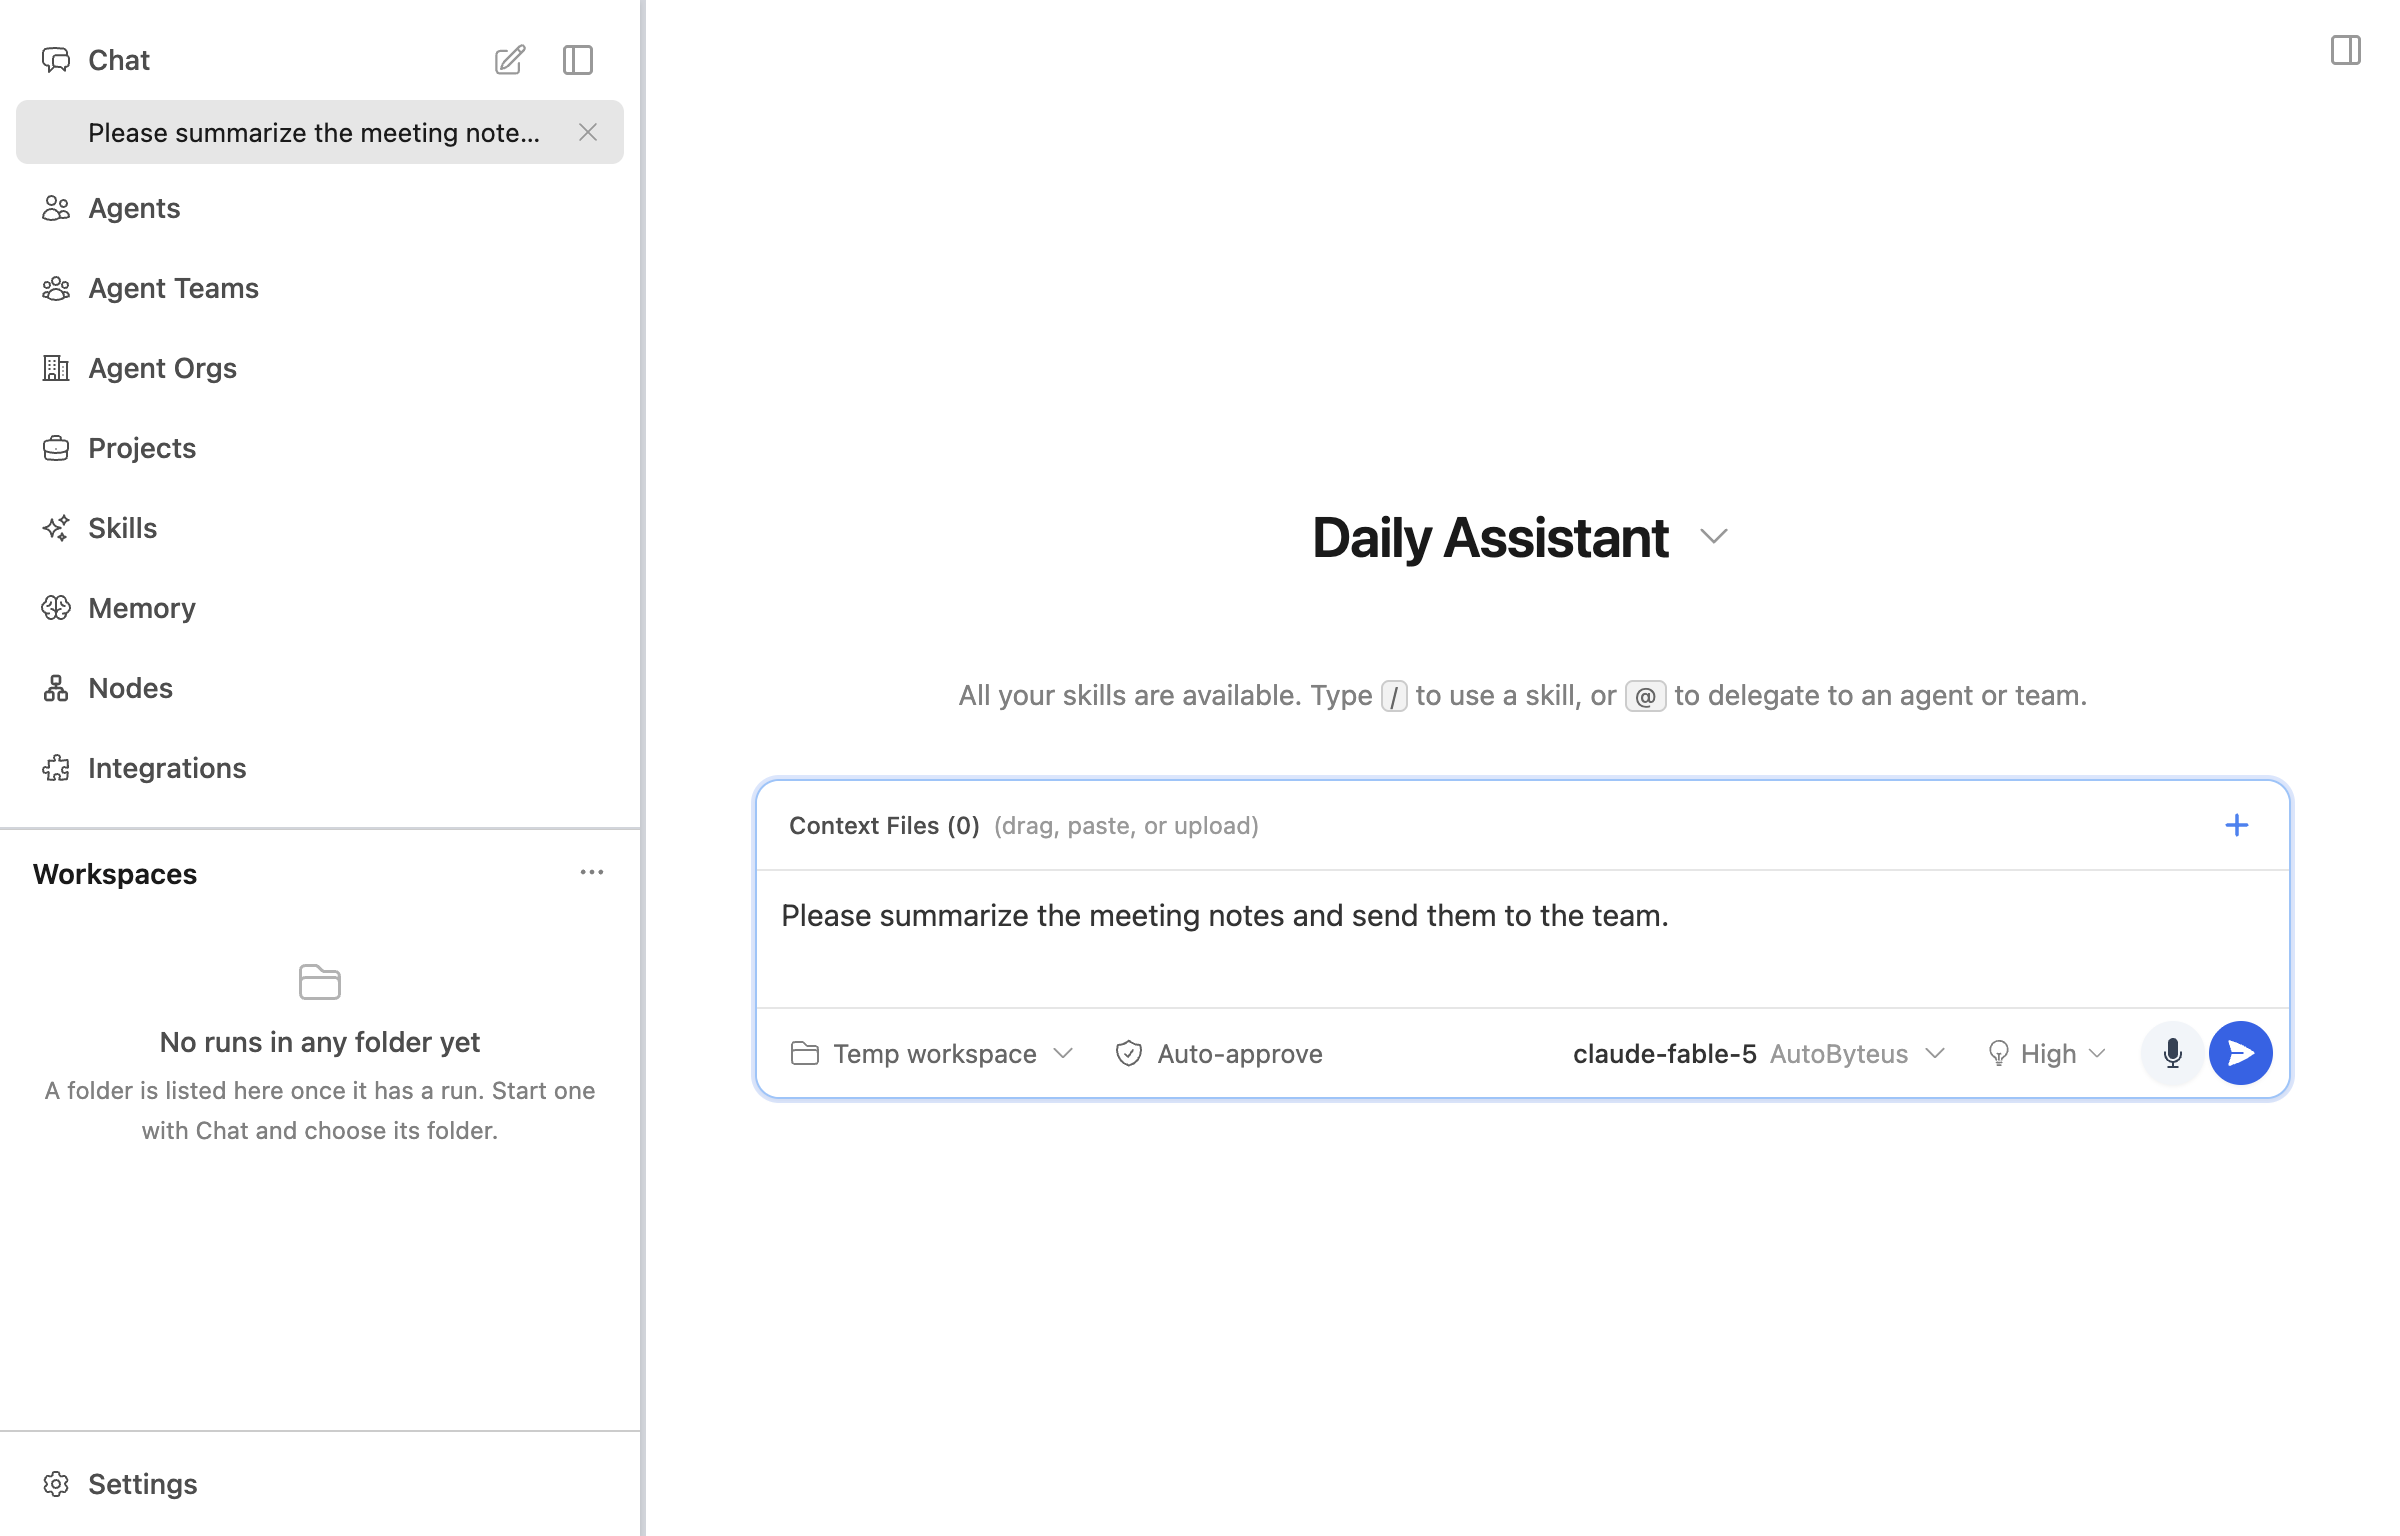 Chat
Please summarize the meeting note...
Agents
Agent Teams
Agent Orgs
Projects
Skills
Memory
Nodes
Integrations
Workspaces
No runs in any folder yet
A folder is listed here once it has a run. Start one
with Chat and choose its folder.
Settings
Daily Assistant
All your skills are available. Type / to use a skill, or @ to delegate to an agent or team.
Context Files (0) (drag, paste, or upload)
Please summarize the meeting notes and send them to the team.
Temp workspace Auto-approve claude-fable-5 AutoByteus High